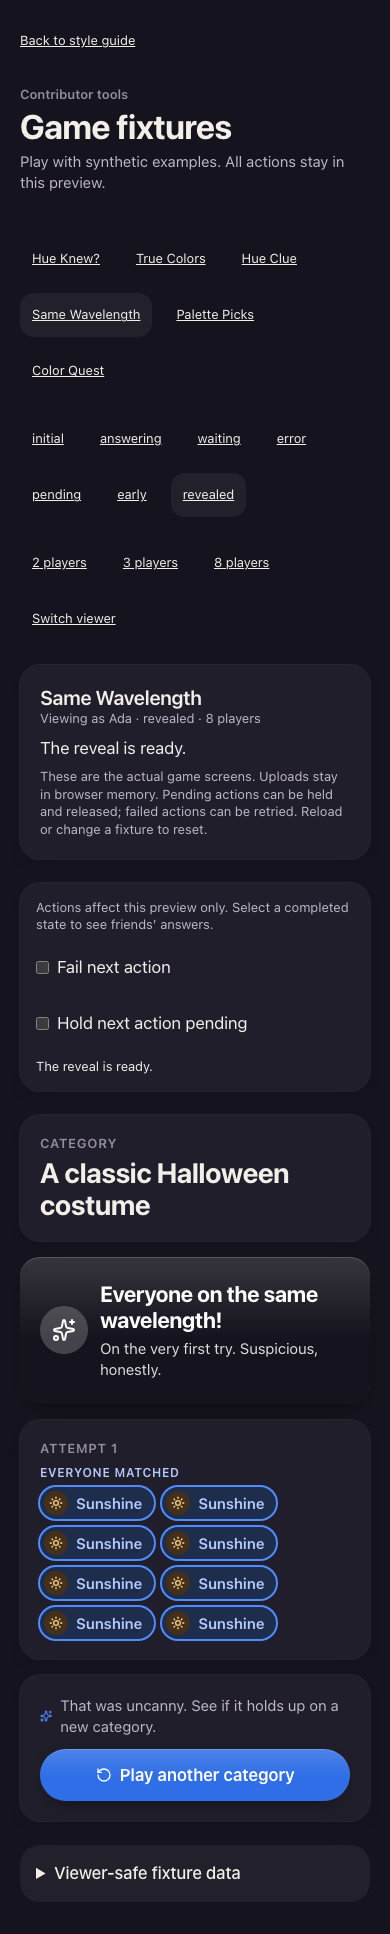 Back to style guide
Contributor tools
Game fixtures
Play with synthetic examples. All actions stay in
this preview.
Hue Knew? True Colors Hue Clue
Same Wavelength Palette Picks
Color Quest
initial answering waiting error
pending early revealed
2 players 3 players 8 players
Switch viewer
Same Wavelength
Viewing as Ada · revealed · 8 players
The reveal is ready.
These are the actual game screens. Uploads stay
in browser memory. Pending actions can be held
and released; failed actions can be retried. Reload
or change a fixture to reset.
Actions affect this preview only. Select a completed
state to see friends’ answers.
Fail next action
Hold next action pending
The reveal is ready.
CATEGORY
A classic Halloween
costume
Everyone on the same
wavelength!
On the very first try. Suspicious,
honestly.
ATTEMPT 1
EVERYONE MATCHED
Sunshine Sunshine
Sunshine Sunshine
Sunshine Sunshine
Sunshine Sunshine
That was uncanny. See if it holds up on a
new category.
Play another category
Viewer-safe fixture data